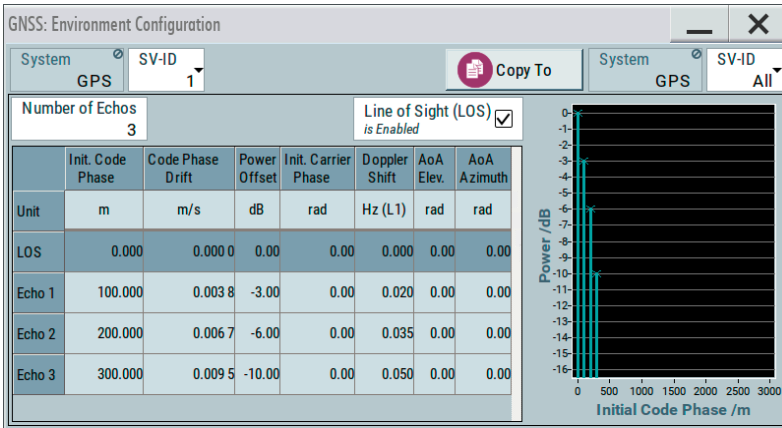 GNSS: Environment Configuration
System
GPS
SV-ID
1
Copy To
System
GPS
SV-ID
All
Number of Echos
3
Line of Sight (LOS)
is Enabled
Init. Code Phase Code Phase Drift Power Offset Init. Carrier Phase Doppler Shift AoA Elev. AoA Azimuth
Unit m m/s dB rad Hz (L1) rad rad
LOS 0.000 0.000 0 0.00 0.00 0.000 0.00 0.00
Echo 1 100.000 0.003 8 -3.00 0.00 0.020 0.00 0.00
Echo 2 200.000 0.006 7 -6.00 0.00 0.035 0.00 0.00
Echo 3 300.000 0.009 5 -10.00 0.00 0.050 0.00 0.00
Power /dB
0
-1
-2
-3
-4
-5
-6
-7
-8
-9
-10
-11
-12
-13
-14
-15
-16
0 500 1000 1500 2000 2500 3000
Initial Code Phase /m